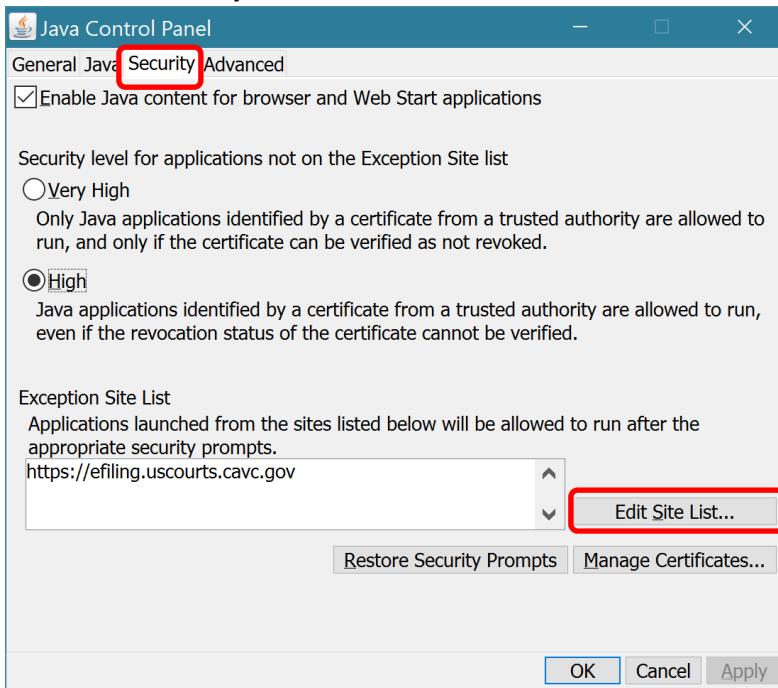 Java Control Panel
General Java Security Advanced
Enable Java content for browser and Web Start applications
Security level for applications not on the Exception Site list
Very High
Only Java applications identified by a certificate from a trusted authority are allowed to
run, and only if the certificate can be verified as not revoked.
High
Java applications identified by a certificate from a trusted authority are allowed to run,
even if the revocation status of the certificate cannot be verified.
Exception Site List
Applications launched from the sites listed below will be allowed to run after the
appropriate security prompts.
https://efiling.uscourts.cavc.gov
Edit Site List...
Restore Security Prompts Manage Certificates...
OK Cancel Apply